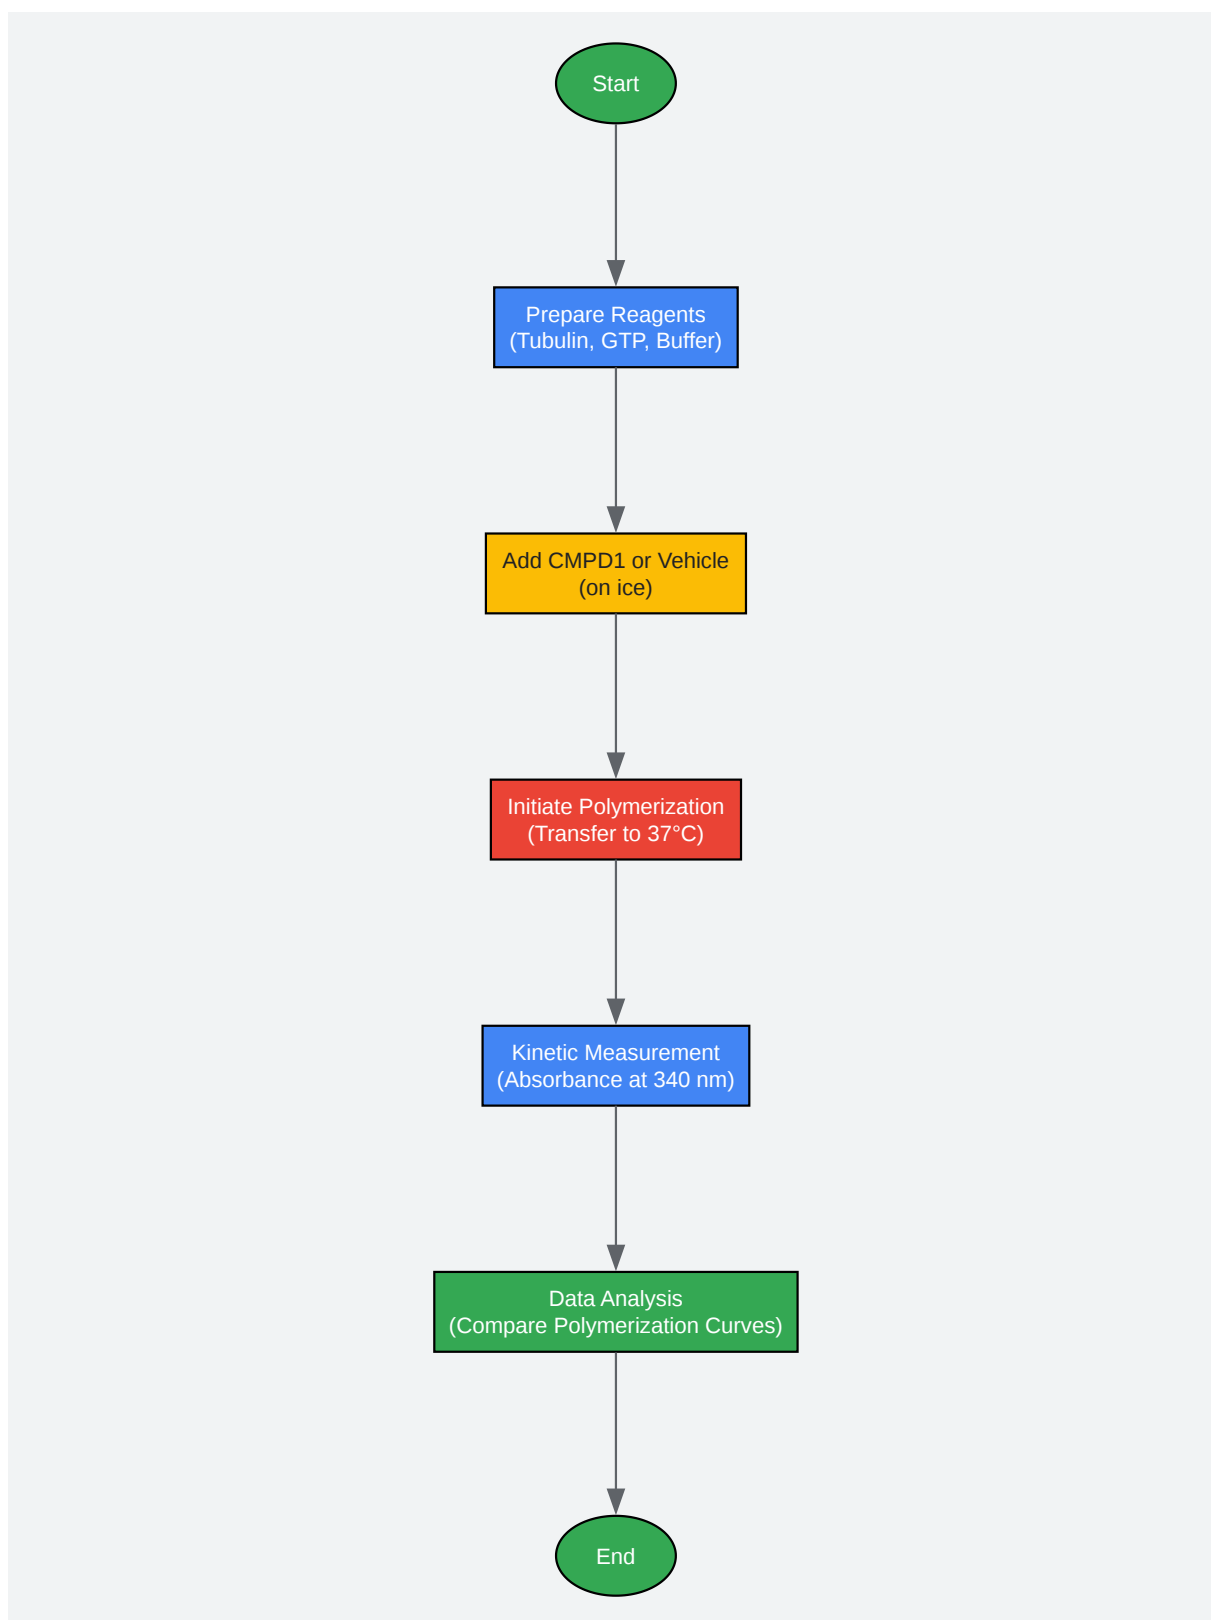 Start
Prepare Reagents
(Tubulin, GTP, Buffer)
Add CMPD1 or Vehicle
(on ice)
Initiate Polymerization
(Transfer to 37°C)
Kinetic Measurement
(Absorbance at 340 nm)
Data Analysis
(Compare Polymerization Curves)
End